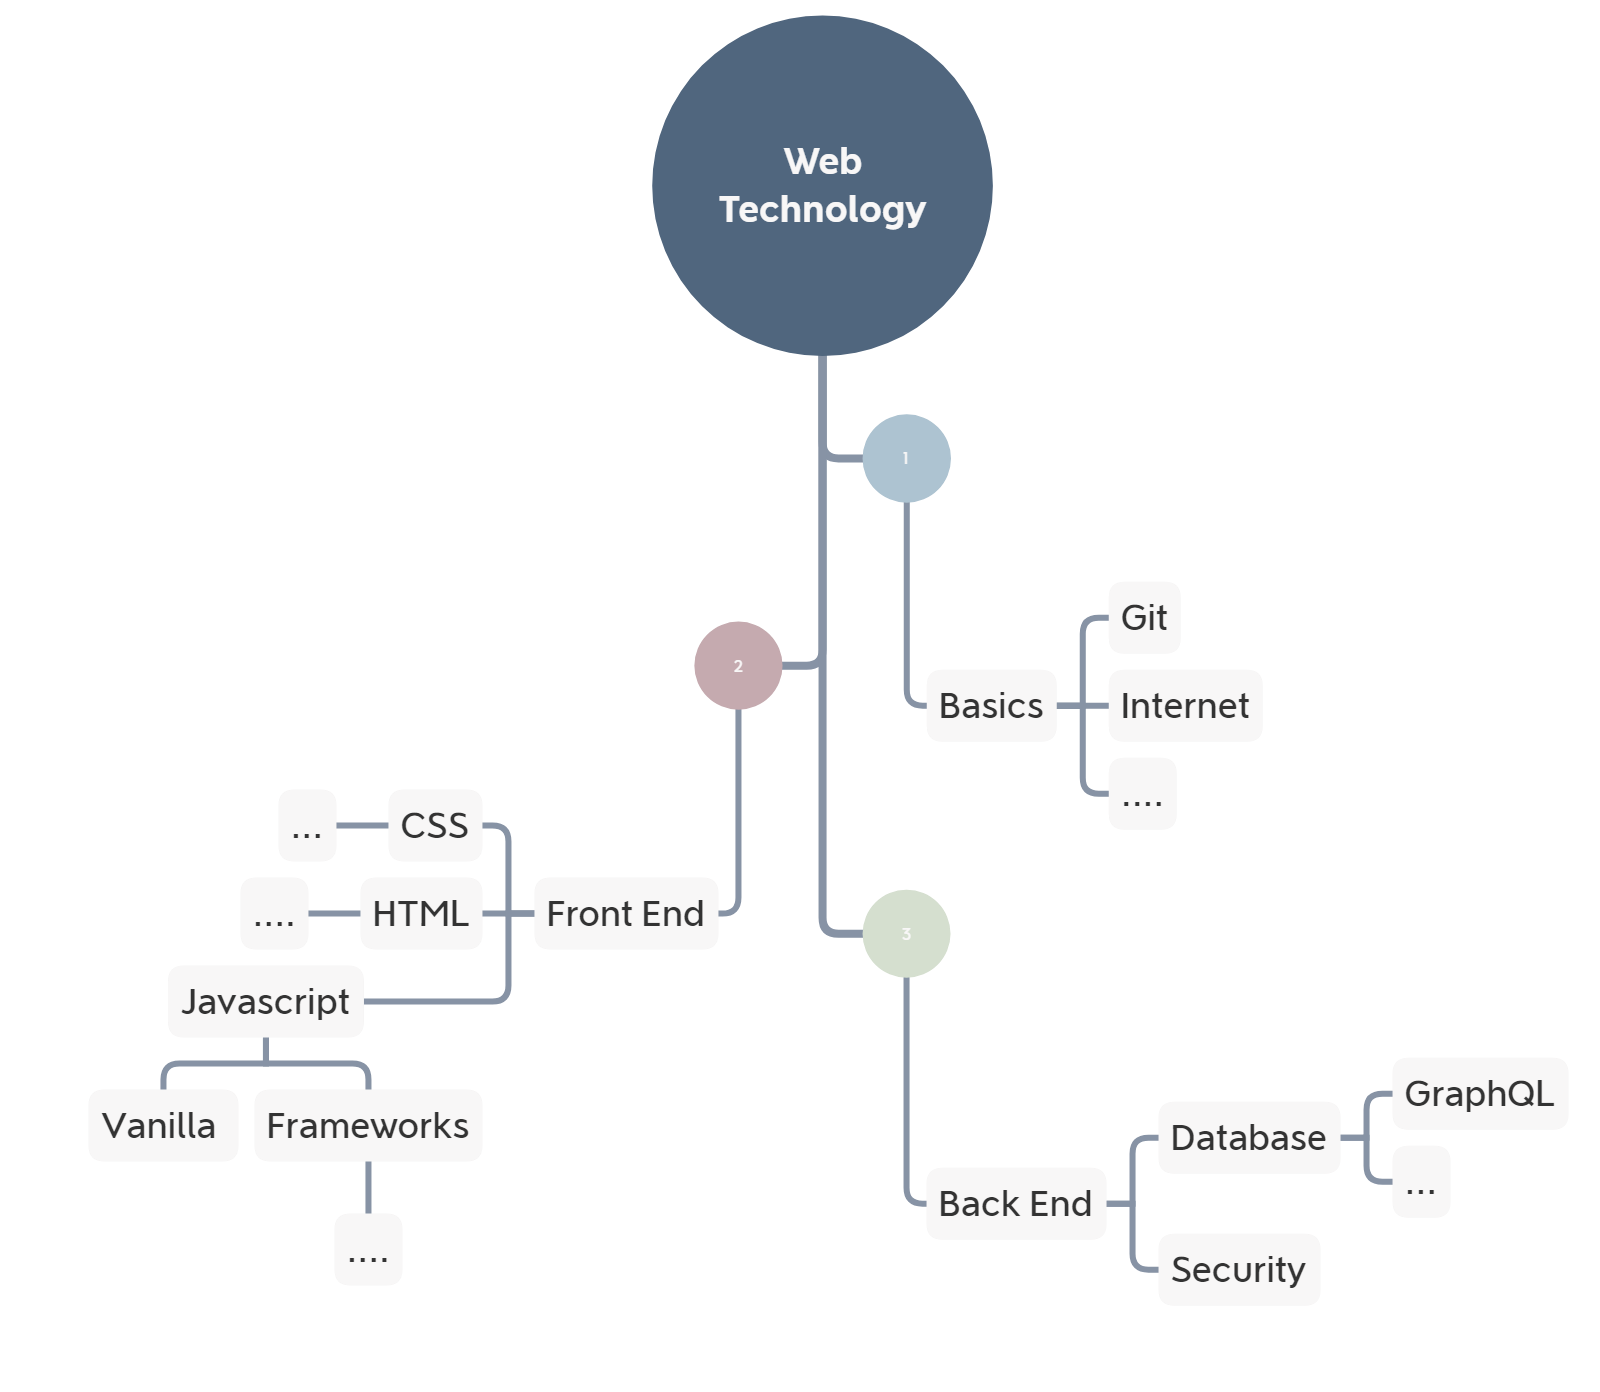 Web
Technology
1
Git
2
Basics
Internet
....
...
CSS
....
HTML
Front End
3
Javascript
Vanilla
Frameworks
....
GraphQL
Database
...
Back End
Security